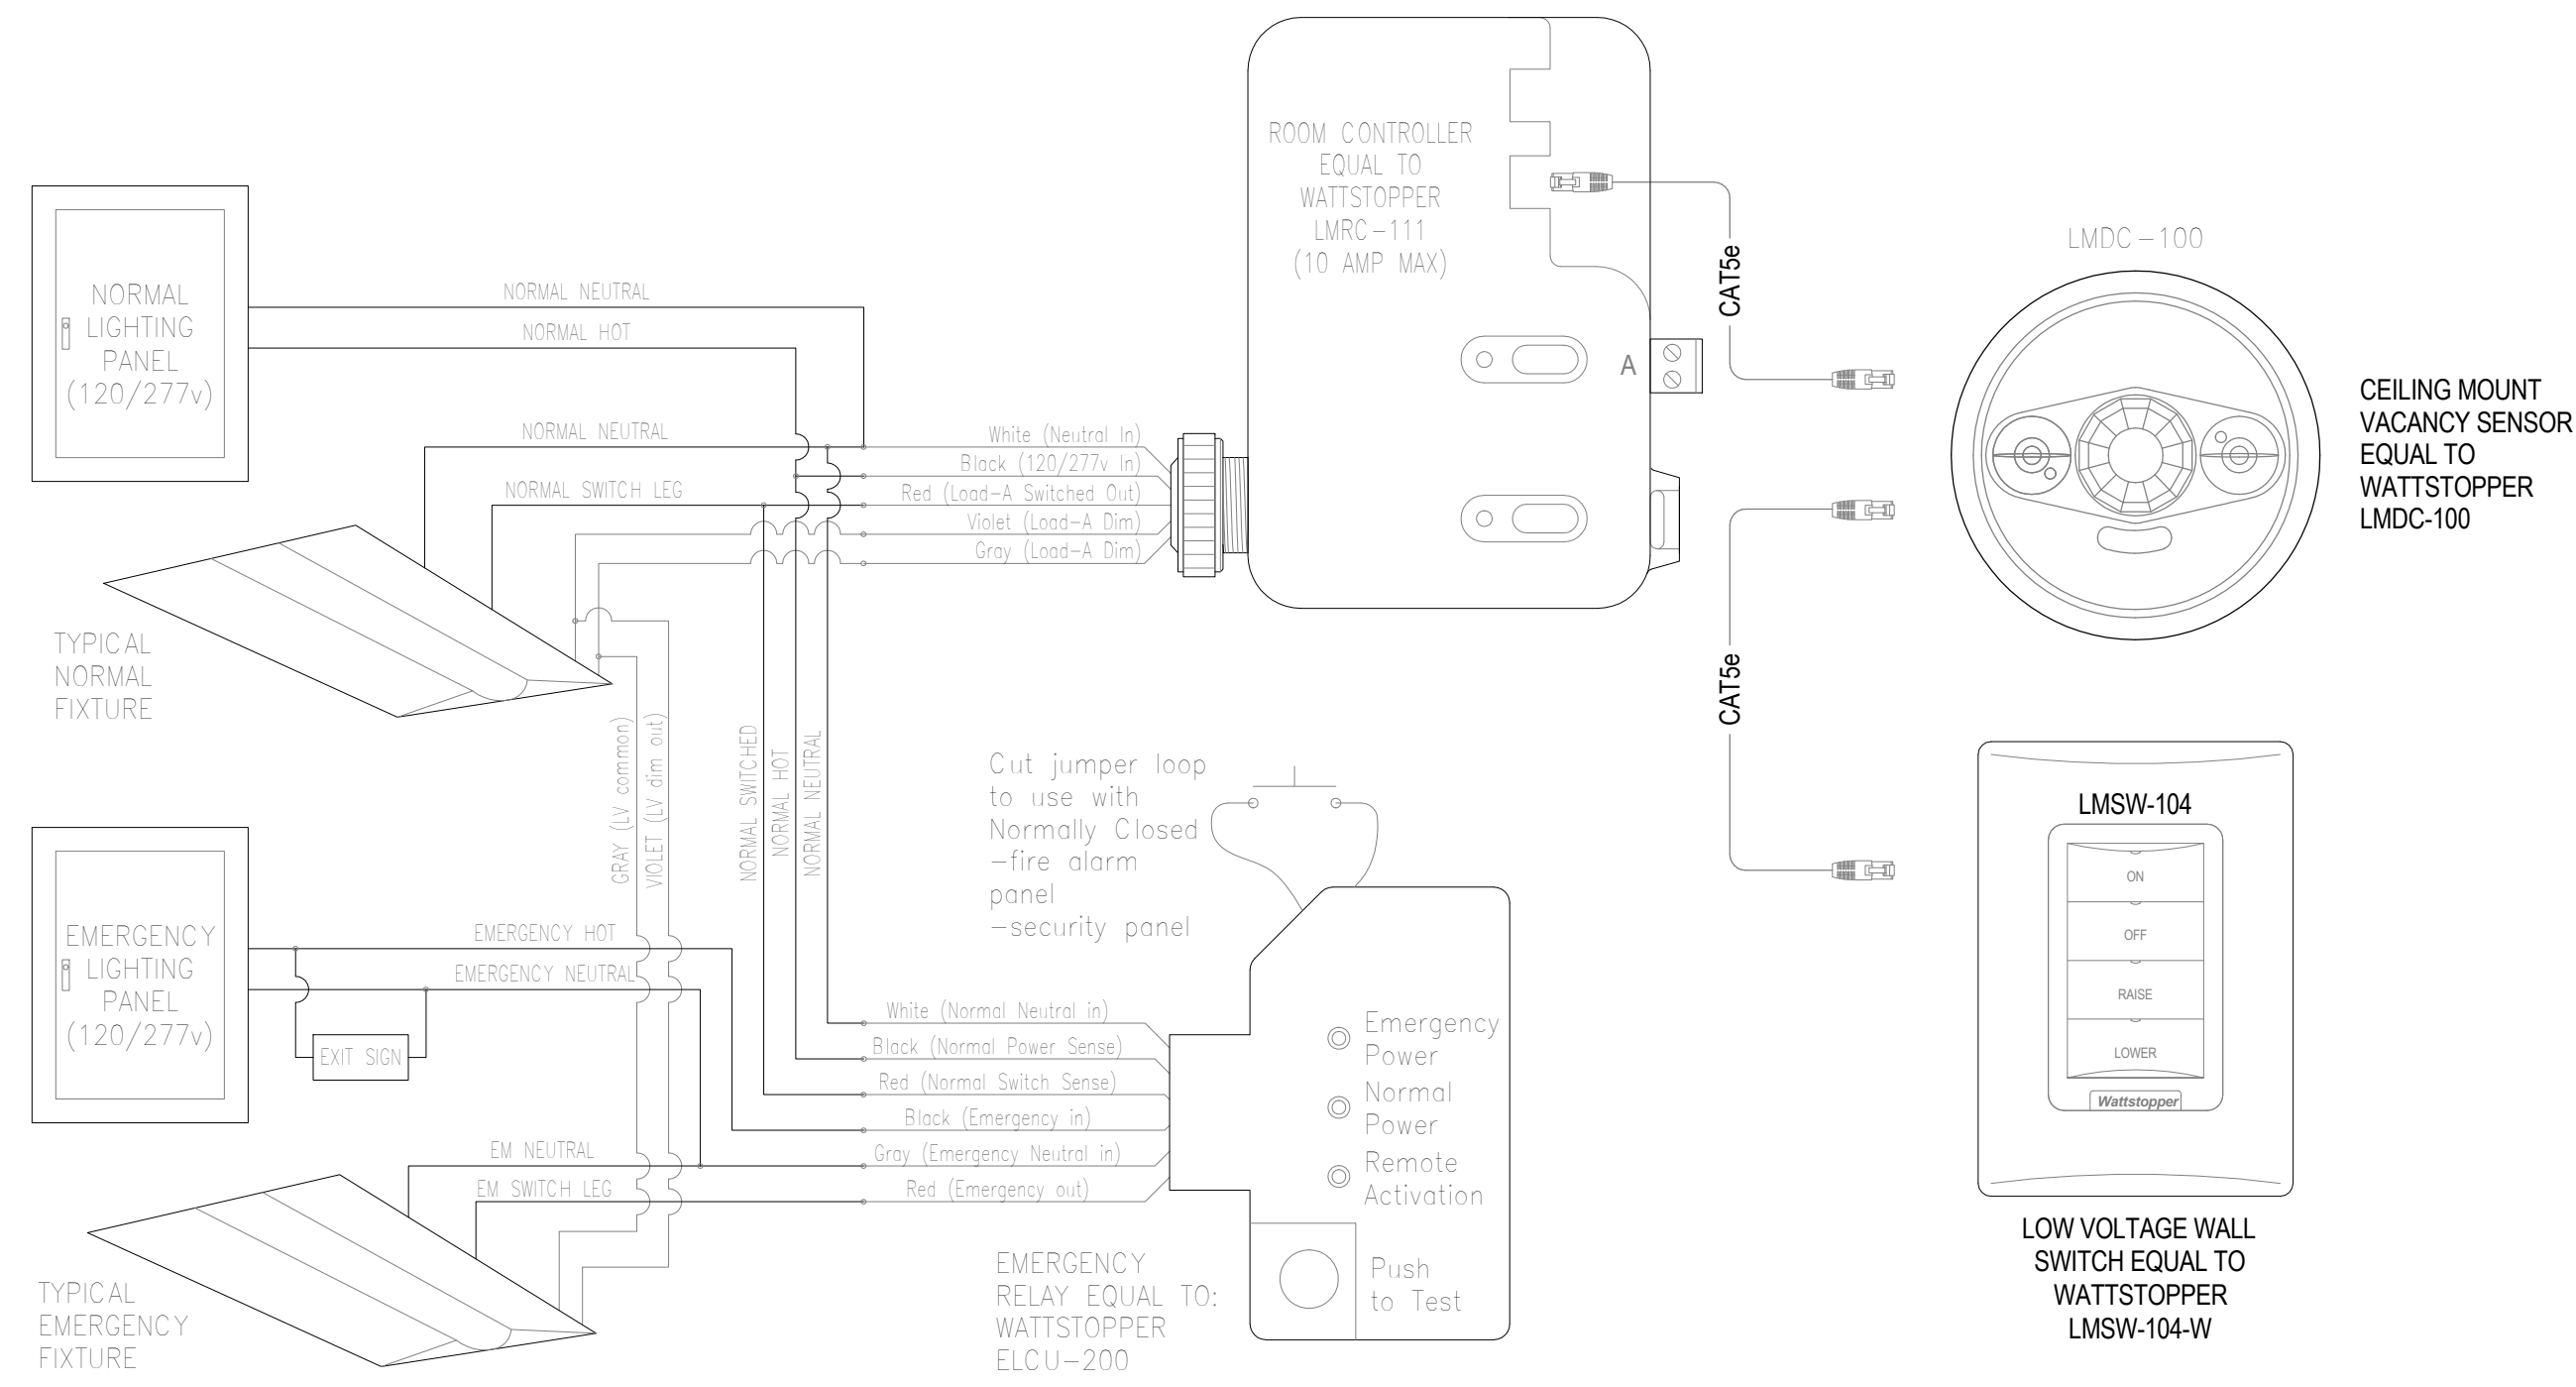 ROOM CONTROLLER
EQUAL TO
WATTSTOPPER
LMRC-111
(10 AMP MAX)
A
CAT5e
LMDC-100
CEILING MOUNT
VACANCY SENSOR
EQUAL TO
WATTSTOPPER
LMDC-100
NORMAL
LIGHTING
PANEL
(120/277v)
NORMAL NEUTRAL
NORMAL HOT
NORMAL NEUTRAL
NORMAL SWITCH LEG
White (Neutral In)
Black (120/277v In)
Red (Load-A Switched Out)
Violet (Load-A Dim)
Gray (Load-A Dim)
TYPICAL
NORMAL
FIXTURE
GRAY (LV common)
VIOLET (LV dim out)
NORMAL SWITCHED
NORMAL HOT
NORMAL NEUTRAL
Cut jumper loop
to use with
Normally Closed
-fire alarm
panel
-security panel
CAT5e
LMSW-104
ON
OFF
RAISE
LOWER
Wattstopper
LOW VOLTAGE WALL
SWITCH EQUAL TO
WATTSTOPPER
LMSW-104-W
EMERGENCY
LIGHTING
PANEL
(120/277v)
EMERGENCY HOT
EMERGENCY NEUTRAL
EXIT SIGN
EM NEUTRAL
EM SWITCH LEG
White (Normal Neutral in)
Black (Normal Power Sense)
Red (Normal Switch Sense)
Black (Emergency in)
Gray (Emergency Neutral in)
Red (Emergency out)
Emergency
Power
Normal
Power
Remote
Activation
Push
to Test
TYPICAL
EMERGENCY
FIXTURE
EMERGENCY
RELAY EQUAL TO:
WATTSTOPPER
ELCU-200